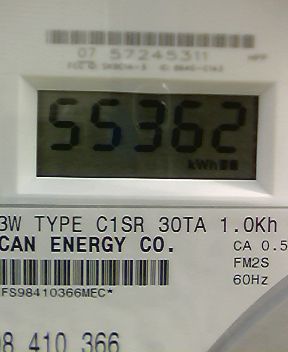 07 57245311
55362
kWh
3W TYPE C1SR 30TA 1.0Kh
CAN ENERGY CO.
CA 0.5
FM2S
60Hz
FS98410366MEC*
98 410 366